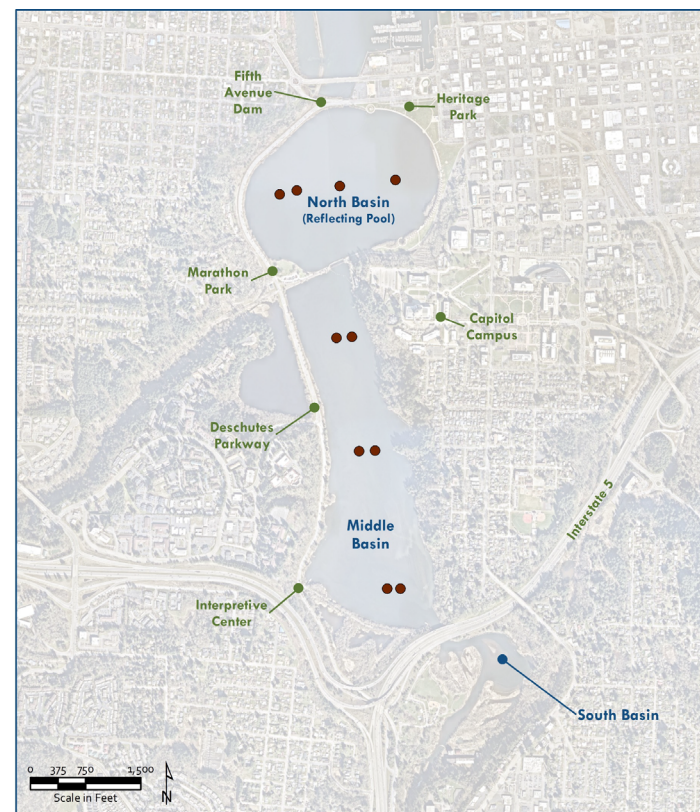 Fifth
Avenue
Dam
Heritage
Park
North Basin
(Reflecting Pool)
Marathon
Park
Capitol
Campus
Deschutes
Parkway
Interstate 5
Middle
Basin
Interpretive
Center
South Basin
0 375 750 1,500
Scale in Feet
N